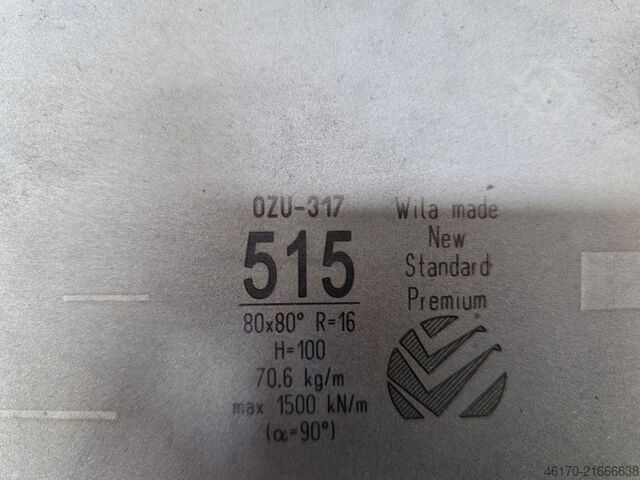 OZU-317
515
80x80° R=16
H=100
70.6 kg/m
max 1500 kN/m
(α=90°)
Wila made
New
Standard
Premium
46170-21666638